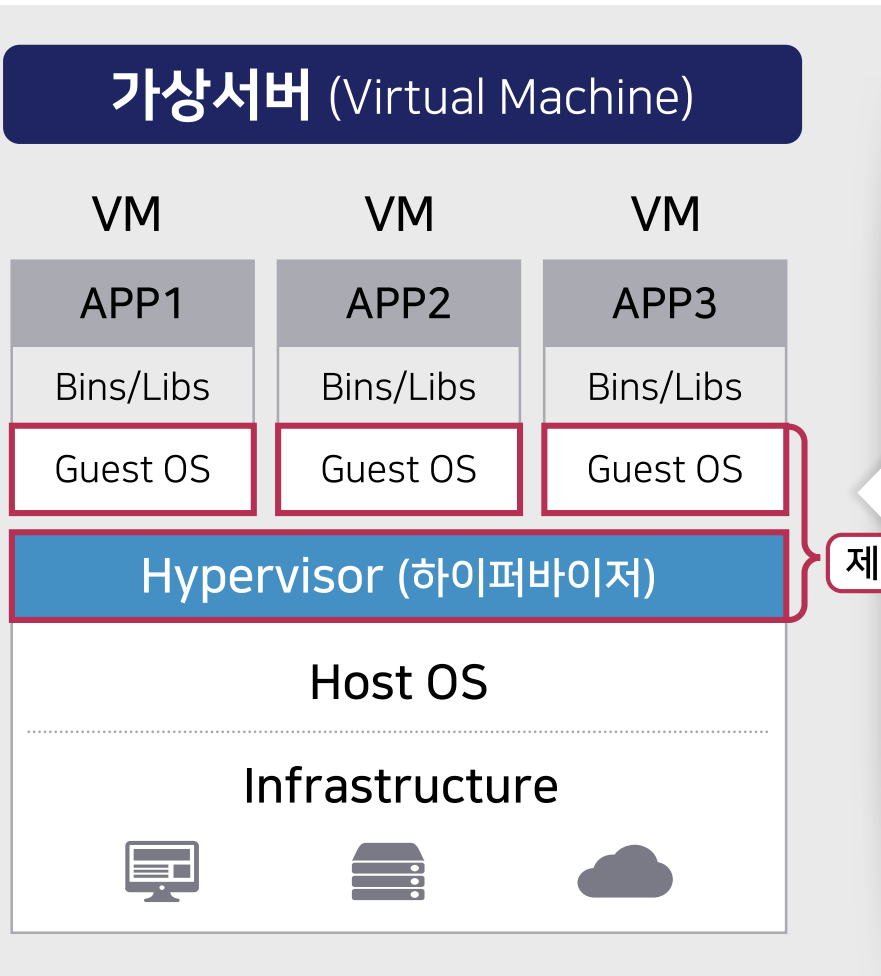 가상서버 (Virtual Machine)
VM VM VM
APP1 APP2 APP3
Bins/Libs Bins/Libs Bins/Libs
Guest OS Guest OS Guest OS
Hypervisor (하이퍼바이저)
제
Host OS
Infrastructure